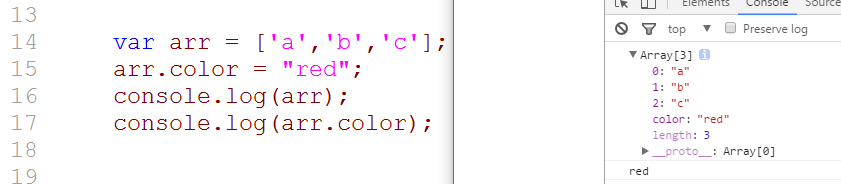 13
14 var arr = ['a','b','c'];
15 arr.color = "red";
16 console.log(arr);
17 console.log(arr.color);
18
19
Elements Console Source
top Preserve log
Array[3] i
0: "a"
1: "b"
2: "c"
color: "red"
length: 3
__proto__: Array[0]
red